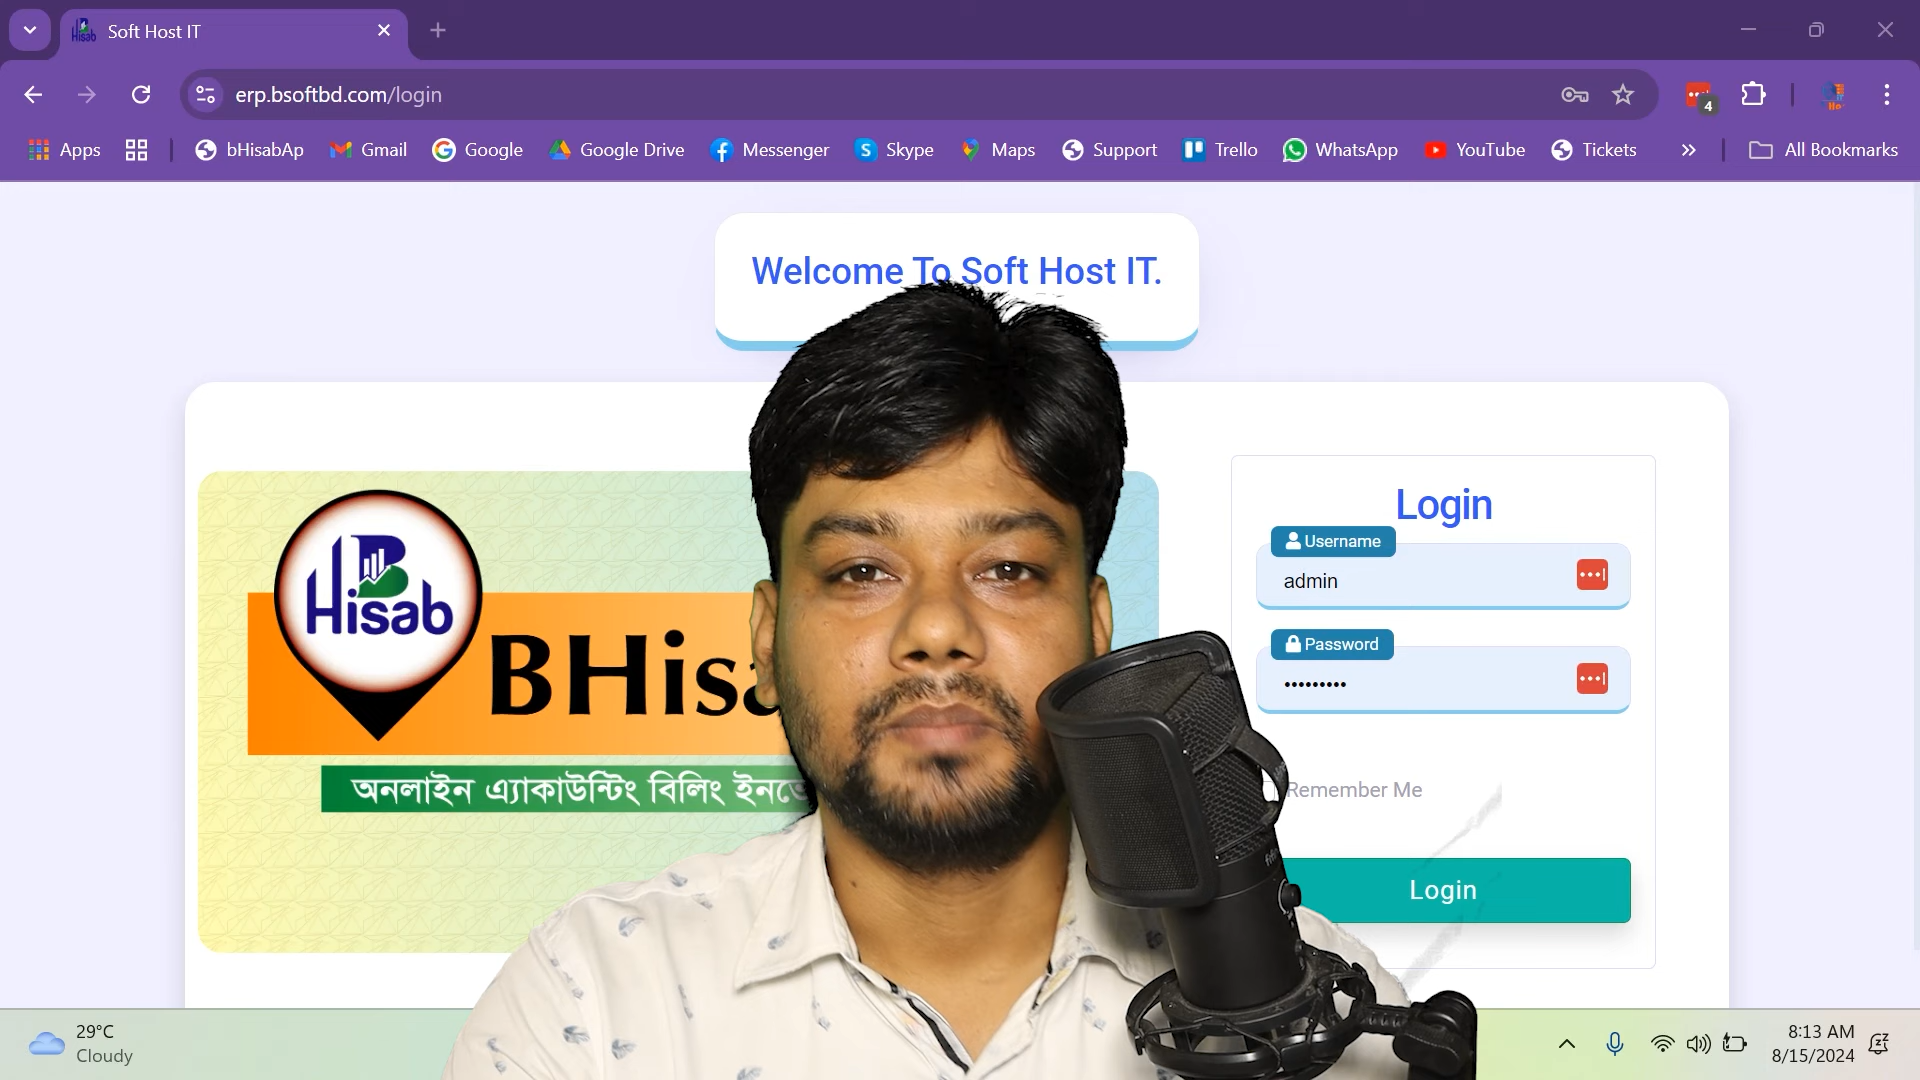 Soft Host IT
erp.bsoftbd.com/login
4
Apps bHisabAp Gmail Google Google Drive Messenger Skype Maps Support Trello WhatsApp YouTube Tickets All Bookmarks
Welcome To Soft Host IT.
Hisab
BHisa
অনলাইন এ্যাকাউন্টিং বিলিং
Login
Username
admin
Password
Remember Me
Login
29°C
Cloudy
8:13 AM
8/15/2024